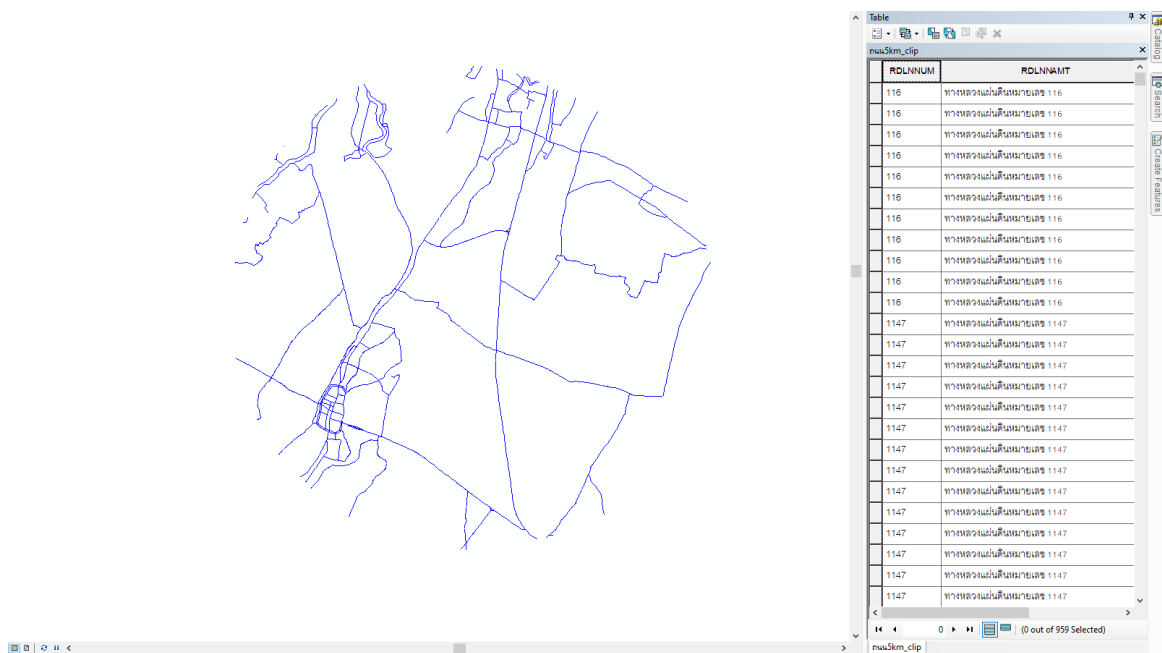 Table
ถนน5km_clip
RDLNNUM RDLNNAMT
116 ทางหลวงแผ่นดินหมายเลข 116
116 ทางหลวงแผ่นดินหมายเลข 116
116 ทางหลวงแผ่นดินหมายเลข 116
116 ทางหลวงแผ่นดินหมายเลข 116
116 ทางหลวงแผ่นดินหมายเลข 116
116 ทางหลวงแผ่นดินหมายเลข 116
116 ทางหลวงแผ่นดินหมายเลข 116
116 ทางหลวงแผ่นดินหมายเลข 116
116 ทางหลวงแผ่นดินหมายเลข 116
116 ทางหลวงแผ่นดินหมายเลข 116
116 ทางหลวงแผ่นดินหมายเลข 116
1147 ทางหลวงแผ่นดินหมายเลข 1147
1147 ทางหลวงแผ่นดินหมายเลข 1147
1147 ทางหลวงแผ่นดินหมายเลข 1147
1147 ทางหลวงแผ่นดินหมายเลข 1147
1147 ทางหลวงแผ่นดินหมายเลข 1147
1147 ทางหลวงแผ่นดินหมายเลข 1147
1147 ทางหลวงแผ่นดินหมายเลข 1147
1147 ทางหลวงแผ่นดินหมายเลข 1147
1147 ทางหลวงแผ่นดินหมายเลข 1147
1147 ทางหลวงแผ่นดินหมายเลข 1147
1147 ทางหลวงแผ่นดินหมายเลข 1147
1147 ทางหลวงแผ่นดินหมายเลข 1147
1147 ทางหลวงแผ่นดินหมายเลข 1147
1147 ทางหลวงแผ่นดินหมายเลข 1147
0 (0 out of 959 Selected)
ถนน5km_clip
Catalog
Search
Create Features